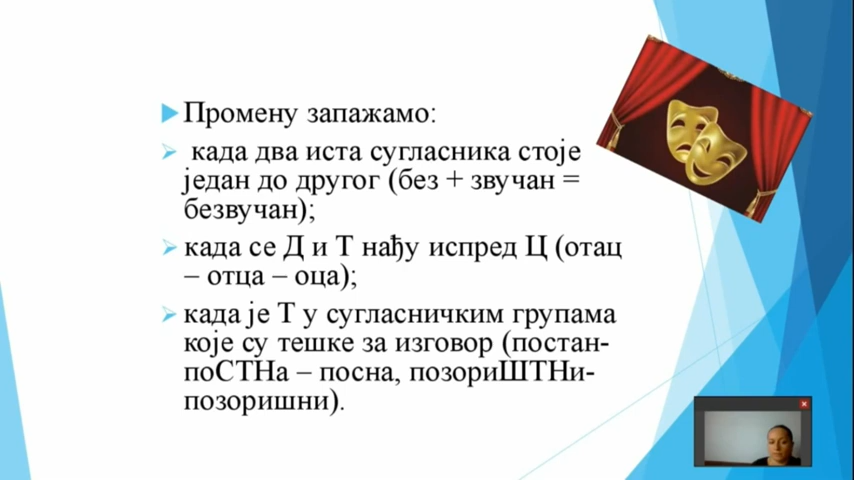 Промену запажамо:
када два иста сугласника стоје
један до другог (без + звучан =
безвучан);
када се Д и Т нађу испред Ц (отац
– отца – оца);
када је Т у сугласничким групама
које су тешке за изговор (постан-
поСТНа – посна, позориШТНи-
позоришни).